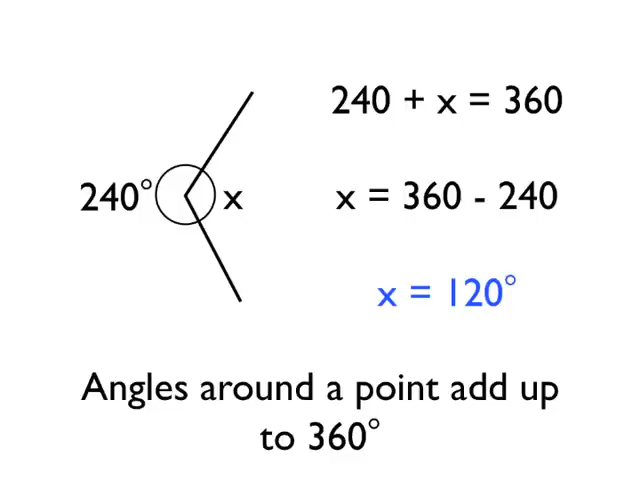 240 + x = 360
240° x
x = 360 - 240
x = 120°
Angles around a point add up
to 360°